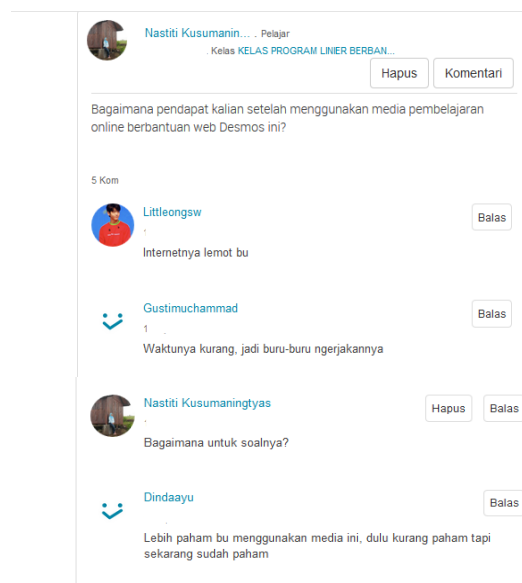 Nastiti Kusumanin... . Pelajar
. Kelas KELAS PROGRAM LINIER BERBAN...
Hapus Komentari
Bagaimana pendapat kalian setelah menggunakan media pembelajaran
online berbantuan web Desmos ini?
5 Kom
Littleongsw
Balas
Internetnya lemot bu
Gustimuchammad
Balas
1
Waktunya kurang, jadi buru-buru ngerjakannya
Nastiti Kusumaningtyas
Hapus Balas
Bagaimana untuk soalnya?
Dindaayu
Balas
Lebih paham bu menggunakan media ini, dulu kurang paham tapi
sekarang sudah paham